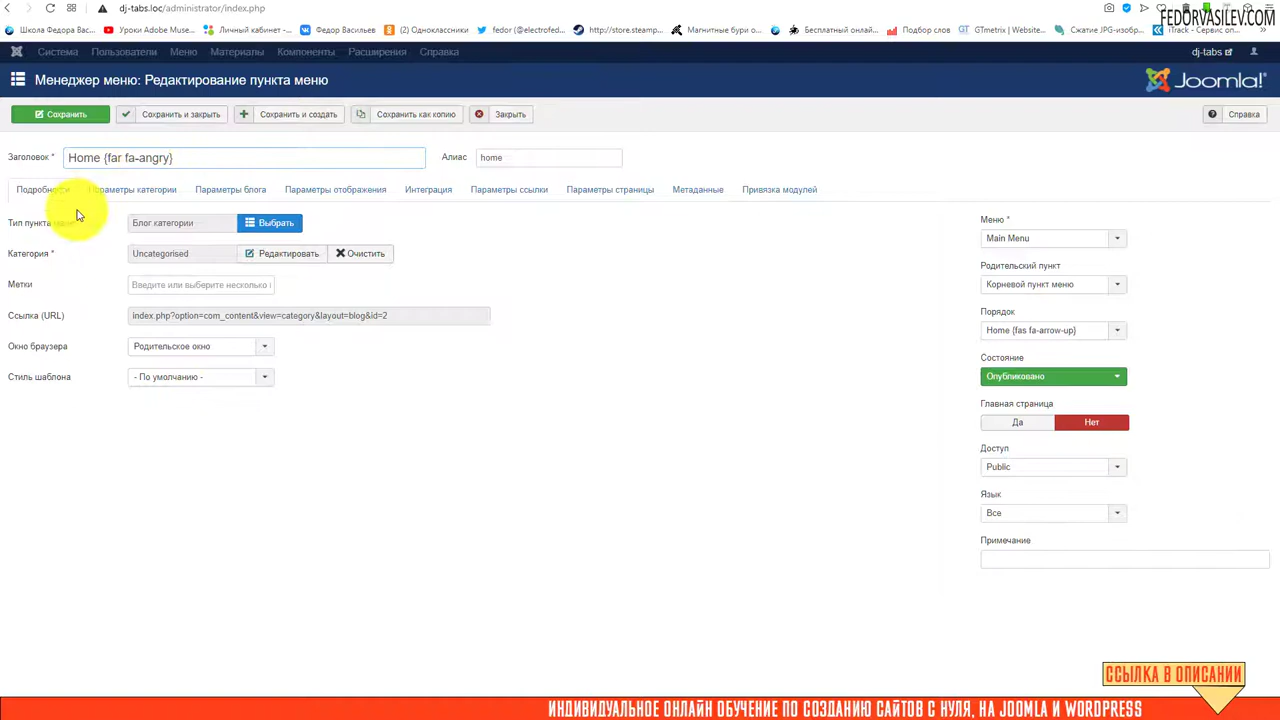 dj-tabs.loc/administrator/index.php
FEDORVASILEV.COM
Школа Федора Вас...
Уроки Adobe Muse...
Личный кабинет -...
Федор Васильев
(2) Одноклассники
fedor (@electrofed...
http://store.steamp...
Магнитные бури о...
Бесплатный онлай...
Подбор слов
GTmetrix | Website...
Сжатие JPG-изобр...
iTrack - Сервис оп...
Система
Пользователи
Меню
Материалы
Компоненты
Расширения
Справка
dj-tabs
Менеджер меню: Редактирование пункта меню
Joomla!
Сохранить
Сохранить и закрыть
Сохранить и создать
Сохранить как копию
Закрыть
Справка
Заголовок *
Home {far fa-angry}
Алиас
home
Подробности
Параметры категории
Параметры блога
Параметры отображения
Интеграция
Параметры ссылки
Параметры страницы
Метаданные
Привязка модулей
Тип пункта
Блог категории
Выбрать
Категория *
Uncategorised
Редактировать
Очистить
Метки
Введите или выберите несколько
Ссылка (URL)
index.php?option=com_content&view=category&layout=blog&id=2
Окно браузера
Родительское окно
Стиль шаблона
- По умолчанию -
Меню *
Main Menu
Родительский пункт
Корневой пункт меню
Порядок
Home {fas fa-arrow-up}
Состояние
Опубликовано
Главная страница
Да
Нет
Доступ
Public
Язык
Все
Примечание
ССЫЛКА В ОПИСАНИИ
ИНДИВИДУАЛЬНОЕ ОНЛАЙН ОБУЧЕНИЕ ПО СОЗДАНИЮ САЙТОВ С НУЛЯ, НА JOOMLA И WORDPRESS